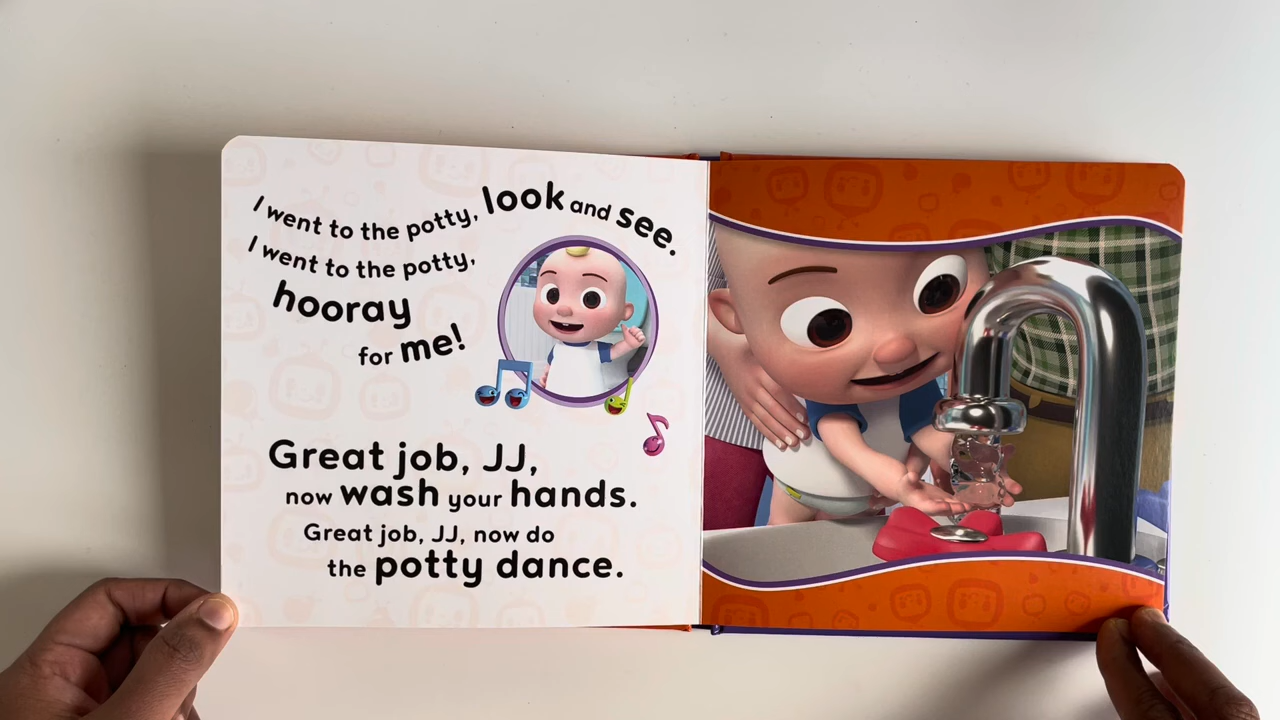 I went to the potty, look and see.
I went to the potty,
hooray
for me!
Great job, JJ,
now wash your hands.
Great job, JJ, now do
the potty dance.